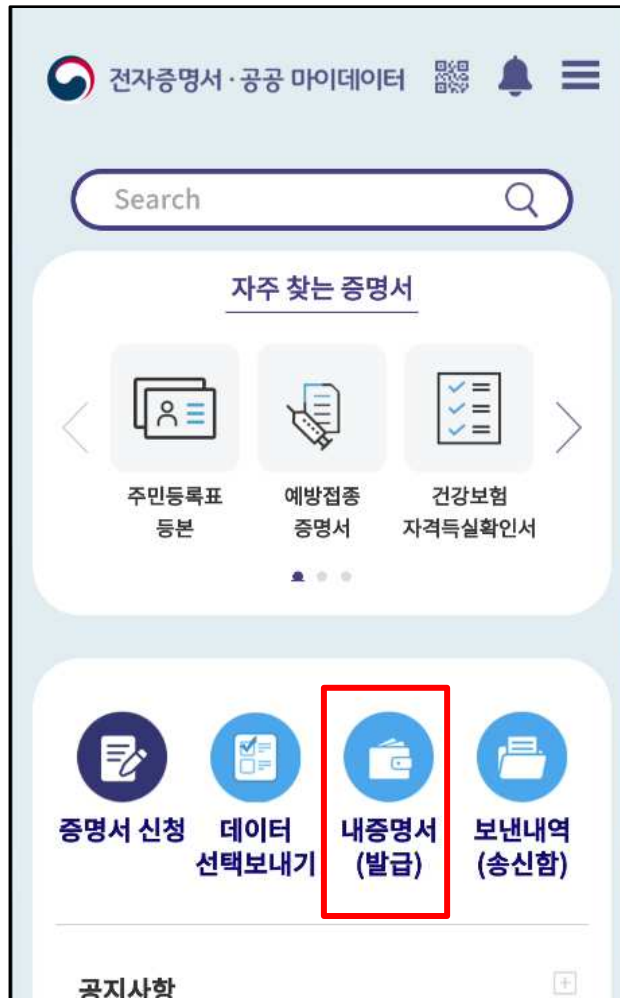 전자증명서 · 공공 마이데이터
Search
자주 찾는 증명서
주민등록표
등본
예방접종
증명서
건강보험
자격득실확인서
증명서 신청
데이터
선택보내기
내증명서
(발급)
보낸내역
(송신함)
공지사항